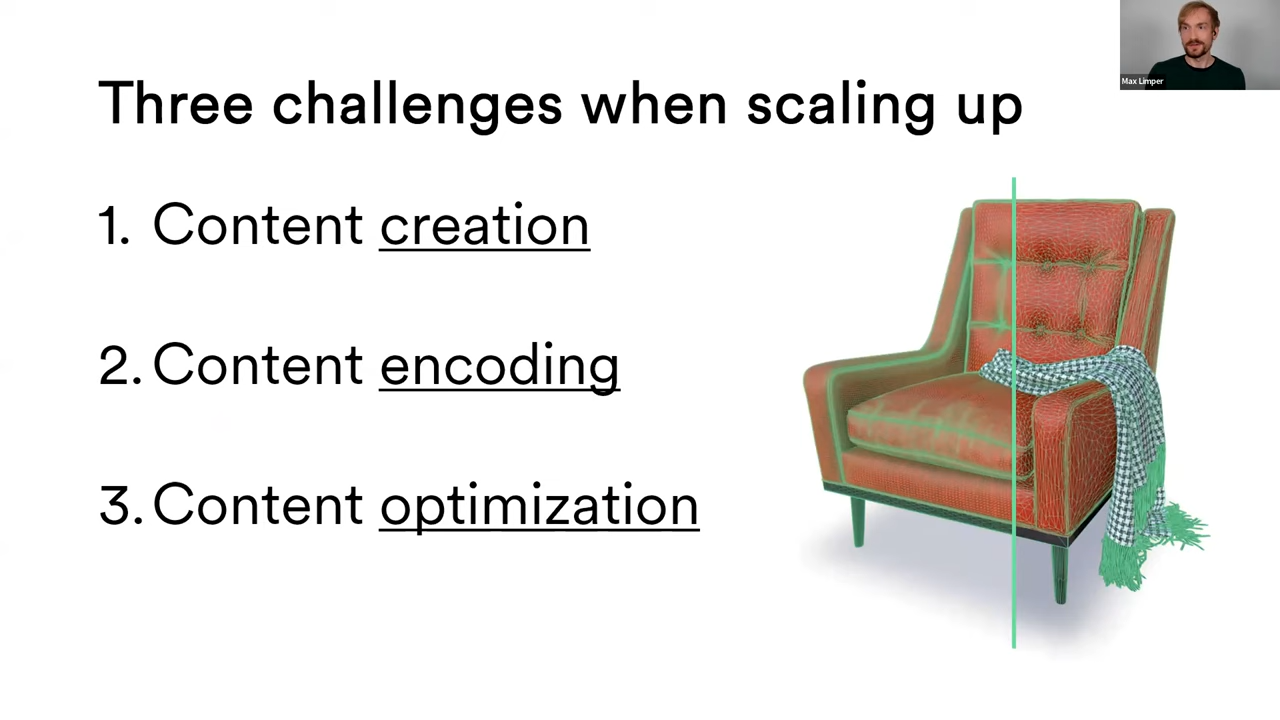 Three challenges when scaling up
1. Content creation
2. Content encoding
3. Content optimization
Max Limper